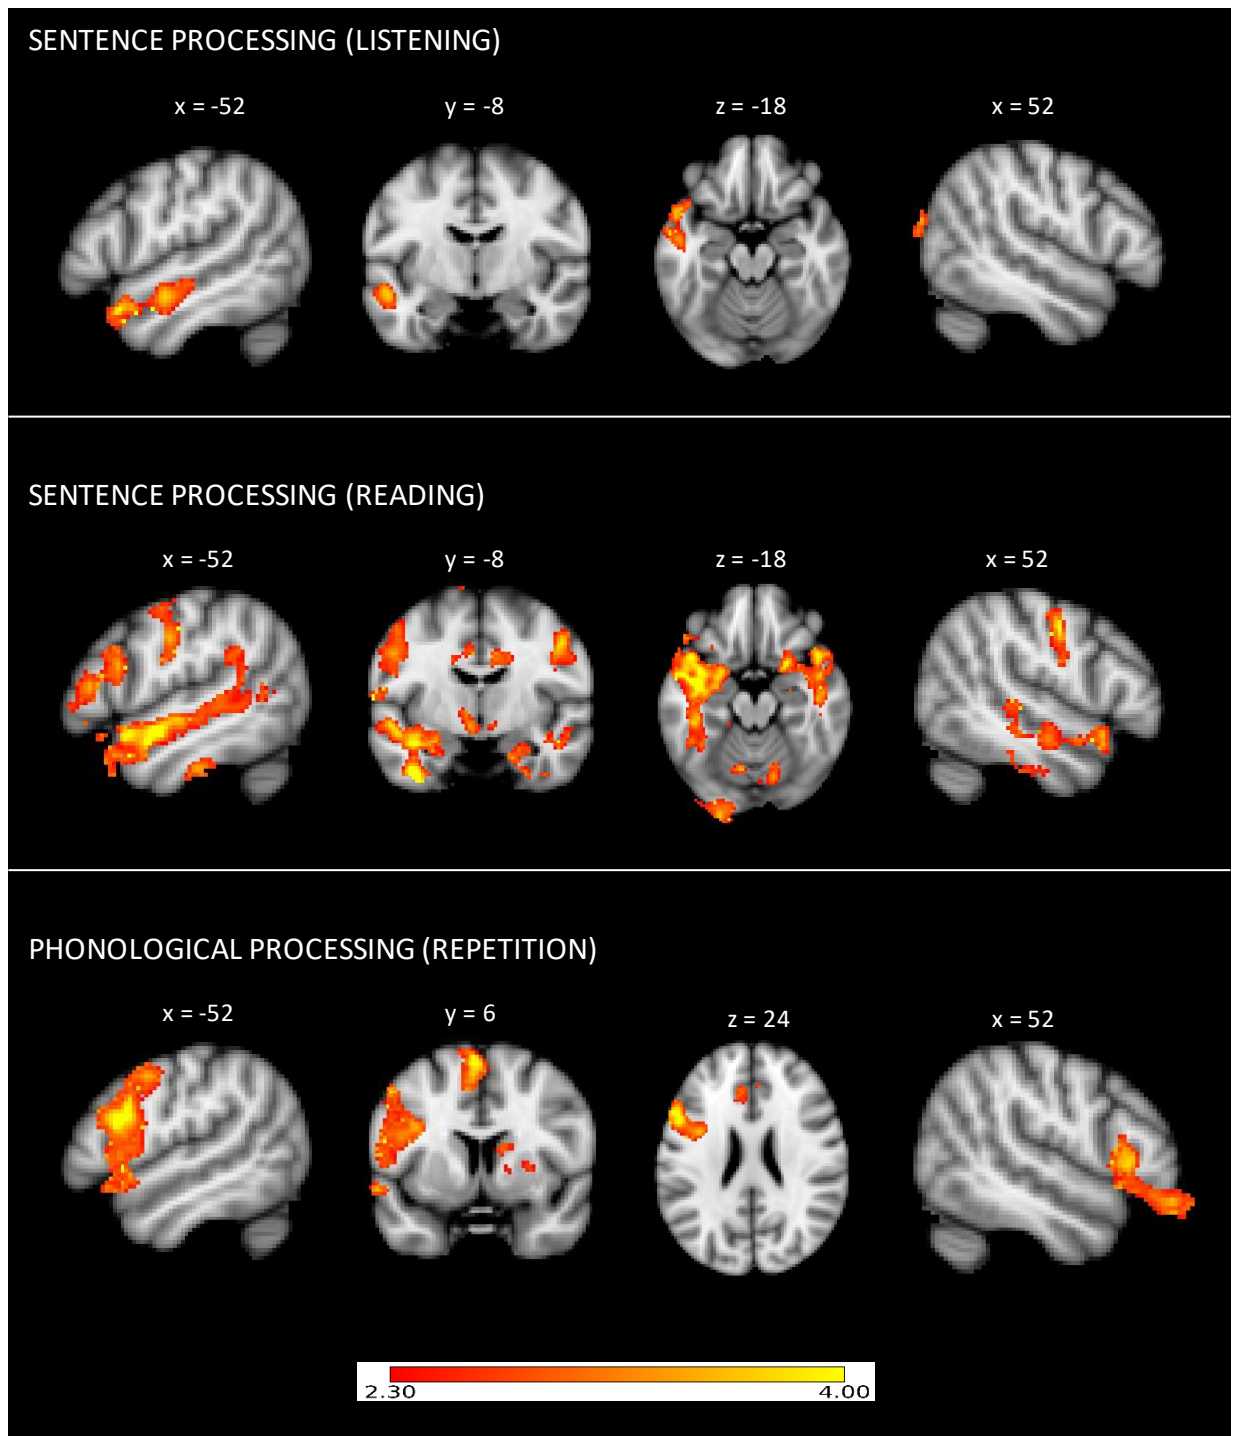 SENTENCE PROCESSING (LISTENING)
x = -52
y = -8
z = -18
x = 52
SENTENCE PROCESSING (READING)
x = -52
y = -8
z = -18
x = 52
PHONOLOGICAL PROCESSING (REPETITION)
x = -52
y = 6
z = 24
x = 52
2.30
4.00